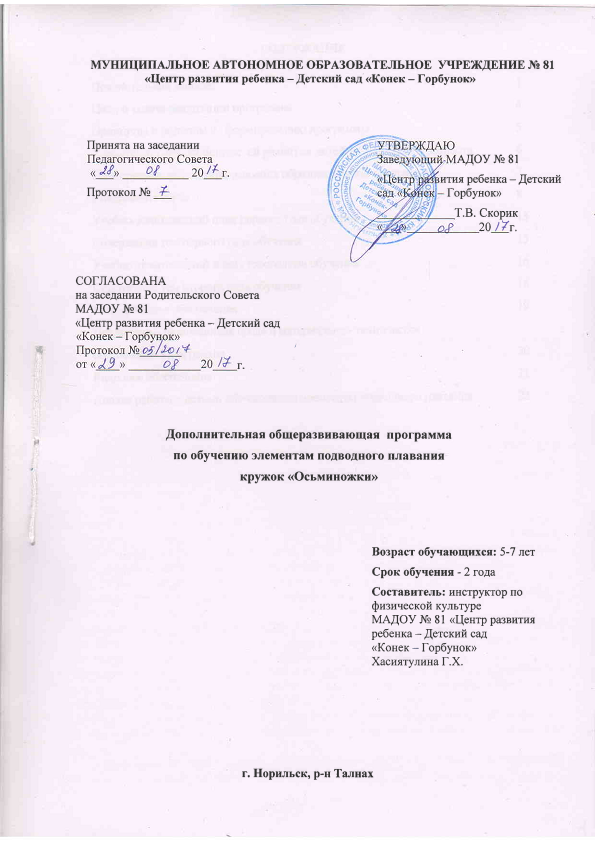 МУНИЦИПАЛЬНОЕ АВТОНОМНОЕ ОБРАЗОВАТЕЛЬНОЕ УЧРЕЖДЕНИЕ № 81
«Центр развития ребенка – Детский сад «Конек – Горбунок»
Принята на заседании
Педагогического Совета
« 28 » 08 20 17 г.
Протокол № 7
УТВЕРЖДАЮ
Заведующий МАДОУ № 81
«Центр развития ребенка – Детский
сад «Конек – Горбунок»
Т.В. Скорик
« 28 » 08 20 17 г.
СОГЛАСОВАНА
на заседании Родительского Совета
МАДОУ № 81
«Центр развития ребенка – Детский сад
«Конек – Горбунок»
Протокол № 05/2017
от « 29 » 08 20 17 г.
Дополнительная общеразвивающая программа
по обучению элементам подводного плавания
кружок «Осьминожки»
Возраст обучающихся: 5-7 лет
Срок обучения - 2 года
Составитель: инструктор по
физической культуре
МАДОУ № 81 «Центр развития
ребенка – Детский сад
«Конек – Горбунок»
Хасиятулина Г.Х.
г. Норильск, р-н Талнах